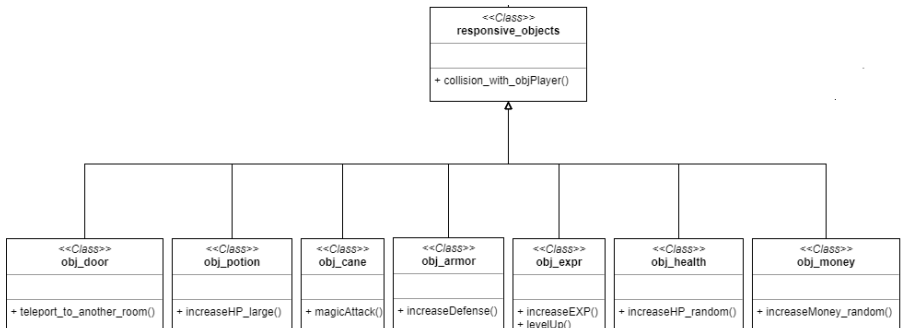 <<Class>>
responsive_objects
+ collision_with_objPlayer()
<<Class>>
obj_door
+ teleport_to_another_room()
<<Class>>
obj_potion
+ increaseHP_large()
<<Class>>
obj_cane
+ magicAttack()
<<Class>>
obj_armor
+ increaseDefense()
<<Class>>
obj_expr
+ increaseEXP()
+ levelUp()
<<Class>>
obj_health
+ increaseHP_random()
<<Class>>
obj_money
+ increaseMoney_random()